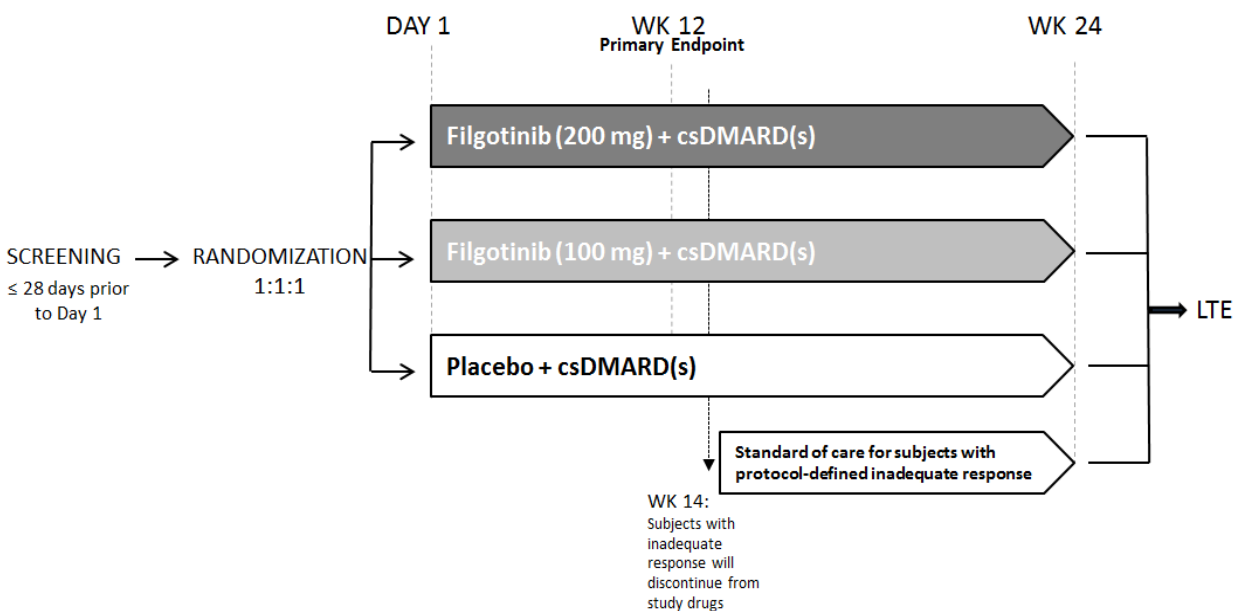 DAY 1
WK 12
WK 24
Primary Endpoint
Filgotinib (200 mg) + csDMARD(s)
Filgotinib (100 mg) + csDMARD(s)
SCREENING
RANDOMIZATION
≤ 28 days prior
to Day 1
1:1:1
LTE
Placebo + csDMARD(s)
Standard of care for subjects with
protocol-defined inadequate response
WK 14:
Subjects with
inadequate
response will
discontinue from
study drugs